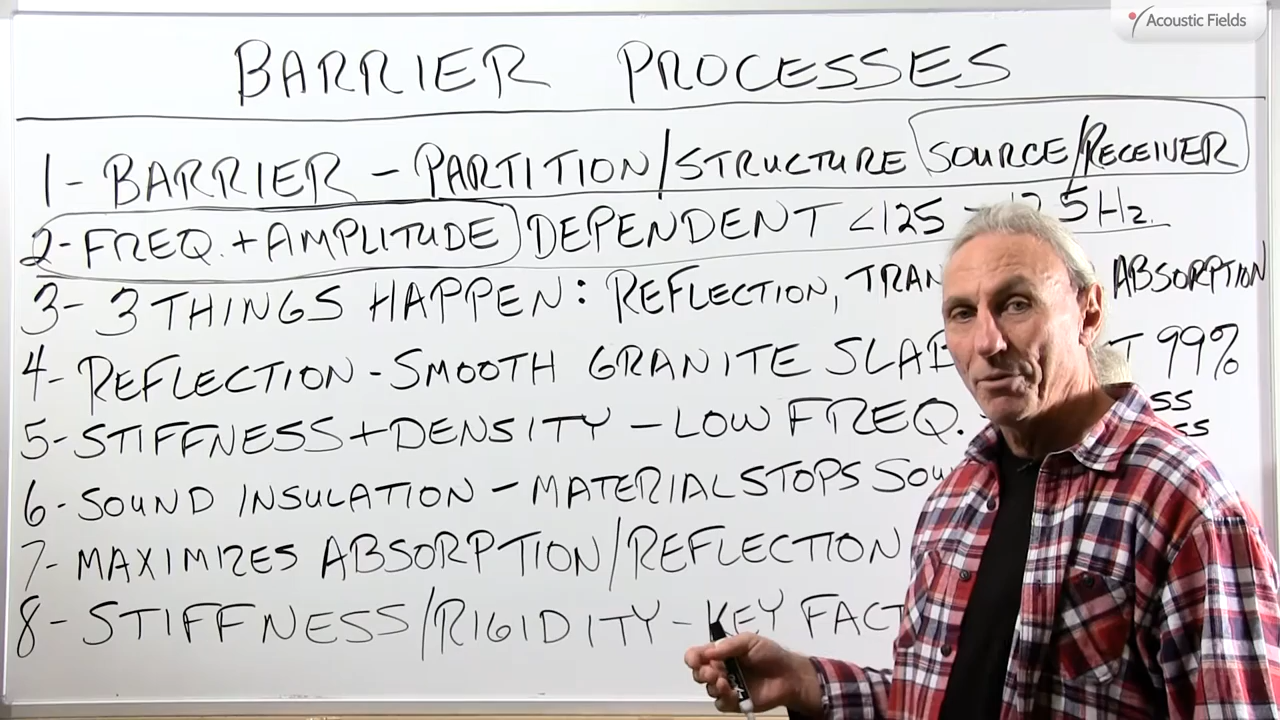 Acoustic Fields
BARRIER PROCESSES
1- BARRIER - PARTITION/STRUCTURE SOURCE/RECEIVER
2- FREQ. + AMPLITUDE DEPENDENT <125 -
3- 3 THINGS HAPPEN: REFLECTION, ABSORPTION
4- REFLECTION - SMOOTH GRANITE 99%
5- STIFFNESS + DENSITY - LOW FREQ.
6- SOUND INSULATION - MATERIAL STOPS
7- MAXIMIZES ABSORPTION/REFLECTION
8- STIFFNESS/RIGIDITY - KEY